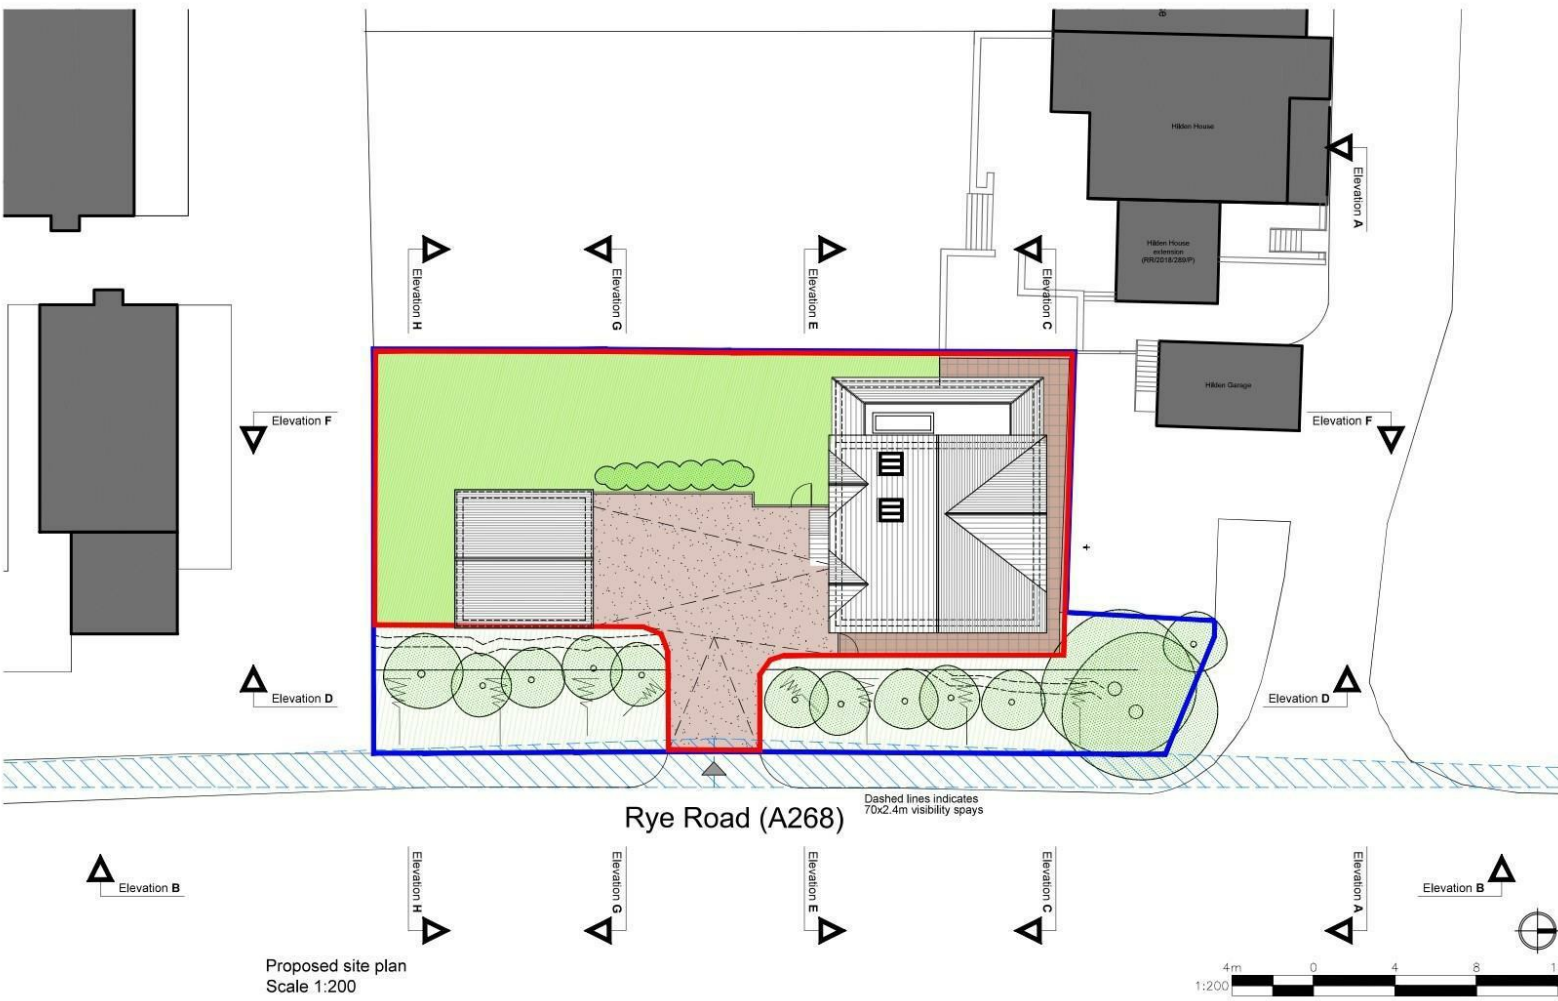 Hilden House
Elevation A
Hilden House
extension
(RR/2018/289/P)
Elevation H
Elevation G
Elevation E
Elevation C
Hilden Garage
Elevation F
Elevation F
Elevation D
Elevation D
Rye Road (A268)
Dashed lines indicates
70x2.4m visibility spays
Elevation B
Elevation H
Elevation G
Elevation E
Elevation C
Elevation A
Elevation B
Proposed site plan
Scale 1:200
4m 0 4 8
1:200